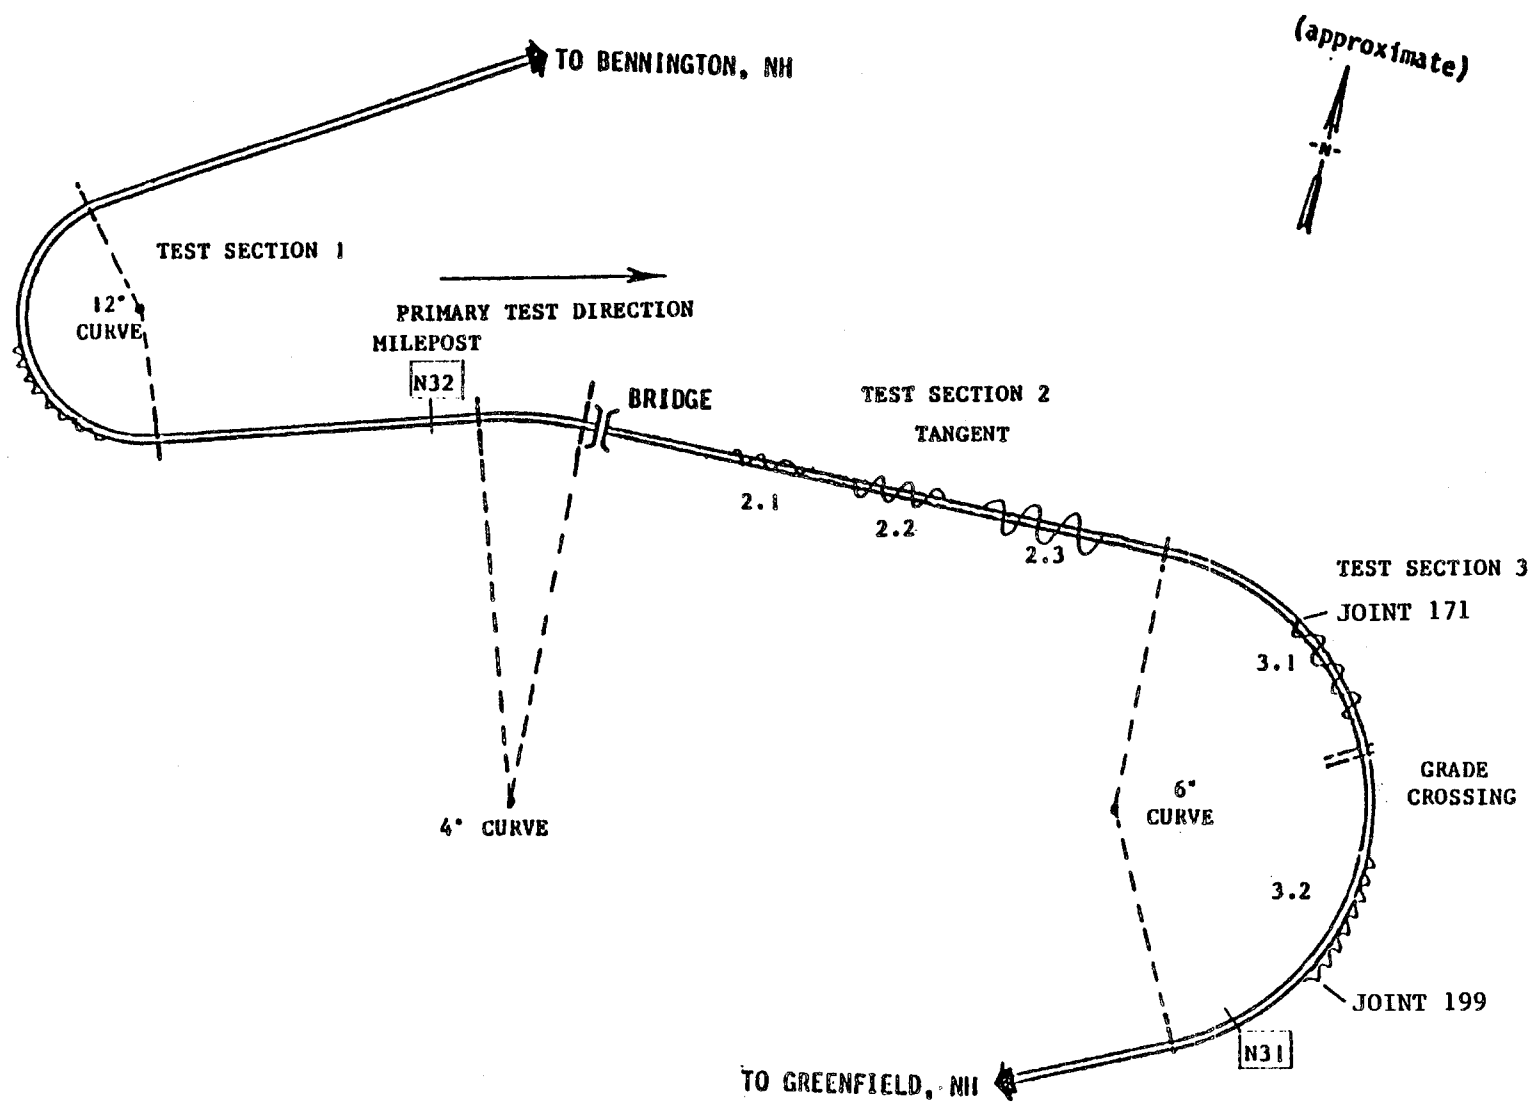 (approximate)
TO BENNINGTON, NH
-N-
TEST SECTION 1
12°
CURVE
PRIMARY TEST DIRECTION
MILEPOST
N32
BRIDGE
TEST SECTION 2
TANGENT
2.1
2.2
2.3
TEST SECTION 3
JOINT 171
3.1
GRADE
CROSSING
6°
CURVE
4° CURVE
3.2
JOINT 199
N31
TO GREENFIELD, NH